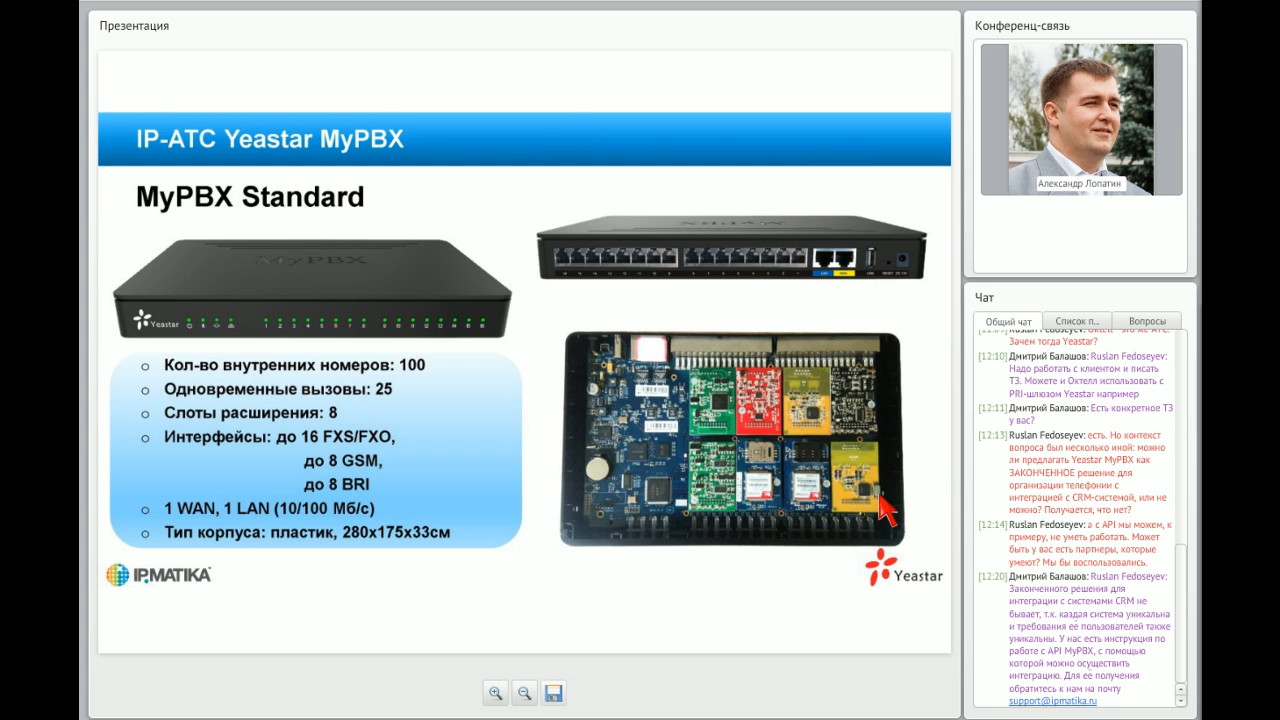 Презентация
IP-АТС Yeastar MyPBX
MyPBX Standard
MyPBX
Yeastar
Кол-во внутренних номеров: 100
Одновременные вызовы: 25
Слоты расширения: 8
Интерфейсы: до 16 FXS/FXO,
до 8 GSM,
до 8 BRI
1 WAN, 1 LAN (10/100 Мб/с)
Тип корпуса: пластик, 280x175x33см
IPMATIKA
Yeastar
Конференц-связь
Александр Лопатин
Чат
Общий чат
Список п...
Вопросы
Зачем тогда Yeastar?
[12:10] Дмитрий Балашов: Ruslan Fedoseyev:
Надо работать с клиентом и писать
ТЗ. Можете и Октелл использовать с
PRI-шлюзом Yeastar например
[12:11] Дмитрий Балашов: Есть конкретное ТЗ
у вас?
[12:13] Ruslan Fedoseyev: есть. Но контекст
вопроса был несколько иной: можно
ли предлагать Yeastar MyPBX как
ЗАКОНЧЕННОЕ решение для
организации телефонии с
интеграцией с CRM-системой, или не
можно? Получается, что нет?
[12:14] Ruslan Fedoseyev: а с API мы можем, к
примеру, не уметь работать. Может
быть у вас есть партнеры, которые
умеют? Мы бы воспользовались.
[12:20] Дмитрий Балашов: Ruslan Fedoseyev:
Законченного решения для
интеграции с системами CRM не
бывает, т.к. каздая система уникальна
и требования её пользователей также
уникальны. У нас есть инструкция по
работе с API MyPBX, с помощью
которой можно осуществить
интеграцию. Для её получения
обратитесь к нам на почту
support@ipmatika.ru